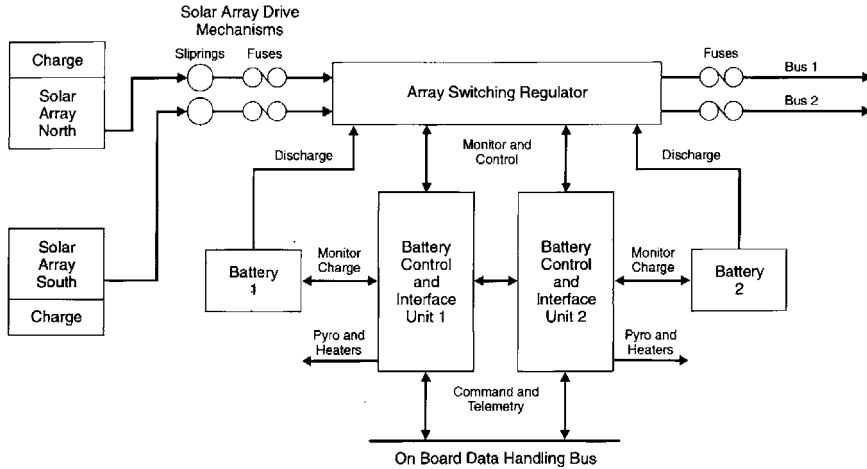 Solar Array Drive
Mechanisms
Sliprings
Fuses
Fuses
Charge
Solar
Array
North
Array Switching Regulator
Bus 1
Bus 2
Discharge
Monitor and
Control
Discharge
Solar
Array
South
Charge
Battery
1
Monitor
Charge
Battery
Control
and
Interface
Unit 1
Battery
Control
and
Interface
Unit 2
Monitor
Charge
Battery
2
Pyro and
Heaters
Pyro and
Heaters
Command and
Telemetry
On Board Data Handling Bus